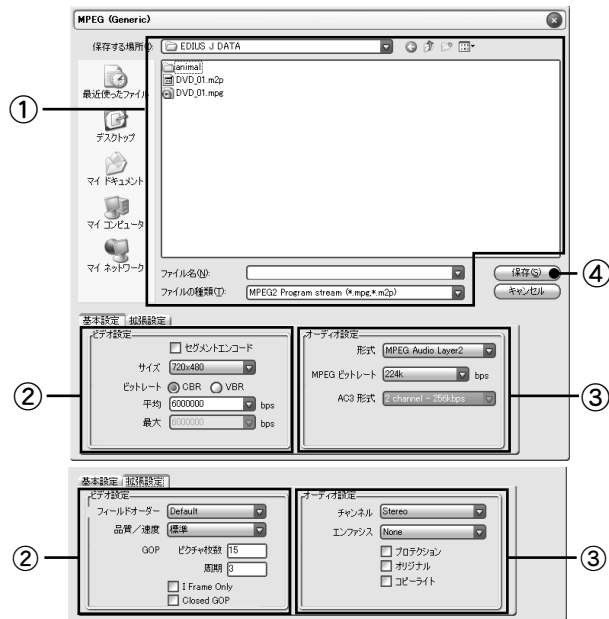 MPEG (Generic)
保存する場所(I):
EDIUS J DATA
最近使ったファイル
デスクトップ
マイ ドキュメント
マイ コンピュータ
マイ ネットワーク
animal
DVD_01.m2p
DVD_01.mpg
①
ファイル名(N):
ファイルの種類(T):
MPEG2 Program stream (*.mpg,*.m2p)
保存(S)
キャンセル
④
基本設定
拡張設定
ビデオ設定
セグメントエンコード
サイズ
720x480
ビットレート
CBR
VBR
平均
6000000
bps
最大
6000000
bps
②
オーディオ設定
形式
MPEG Audio Layer2
MPEG ビットレート
224k
bps
AC3 形式
2 channel - 256kbps
③
基本設定
拡張設定
ビデオ設定
フィールドオーダー
Default
品質/速度
標準
GOP
ピクチャ枚数
15
周期
3
I Frame Only
Closed GOP
②
オーディオ設定
チャンネル
Stereo
エンファシス
None
プロテクション
オリジナル
コピーライト
③